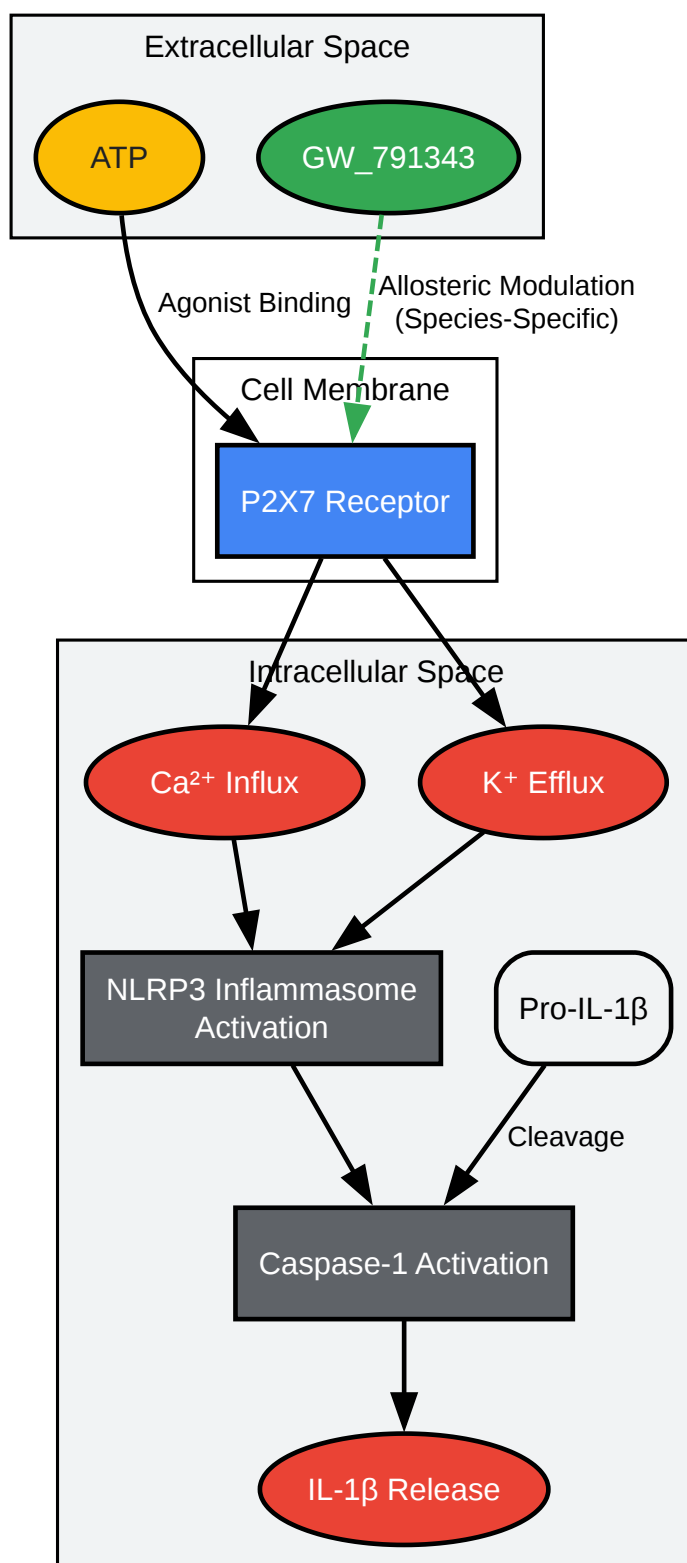 Extracellular Space
ATP
GW_791343
Agonist Binding
Allosteric Modulation
(Species-Specific)
Cell Membrane
P2X7 Receptor
Intracellular Space
Ca²⁺ Influx
K⁺ Efflux
NLRP3 Inflammasome
Activation
Pro-IL-1β
Cleavage
Caspase-1 Activation
IL-1β Release